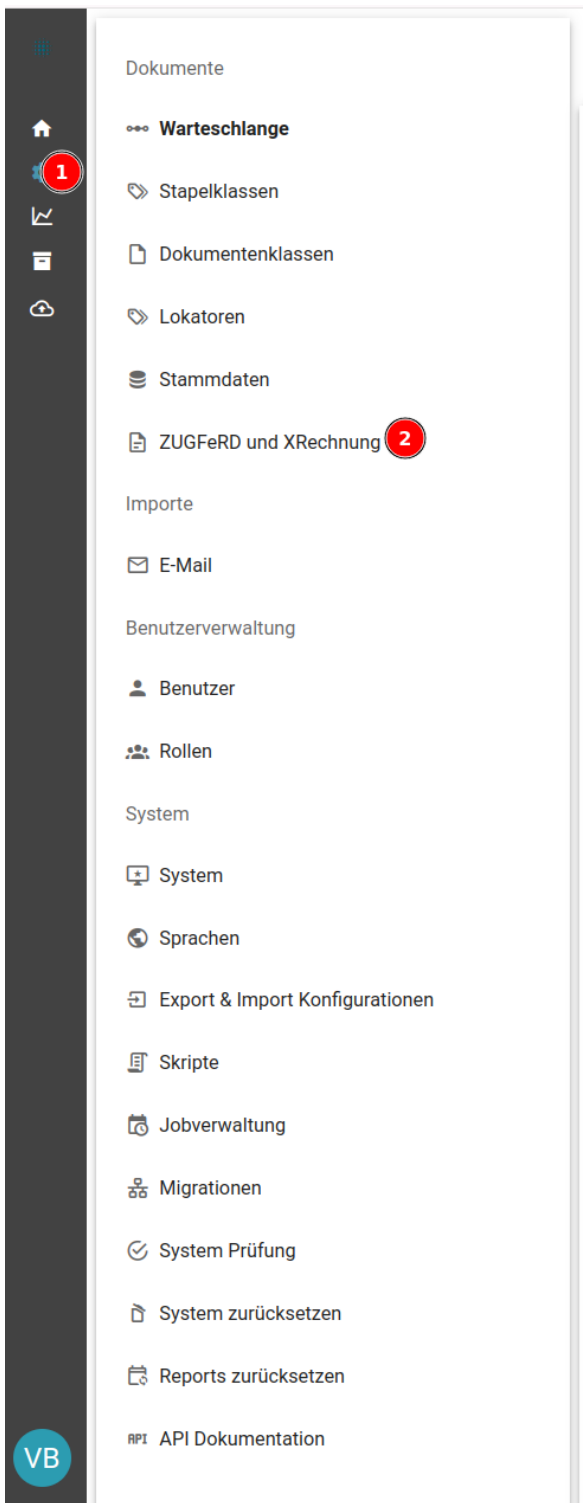 Dokumente
Warteschlange
1
Stapelklassen
Dokumentenklassen
Lokatoren
Stammdaten
ZUGFeRD und XRechnung 2
Importe
E-Mail
Benutzerverwaltung
Benutzer
Rollen
System
System
Sprachen
Export & Import Konfigurationen
Skripte
Jobverwaltung
Migrationen
System Prüfung
System zurücksetzen
Reports zurücksetzen
API API Dokumentation
VB